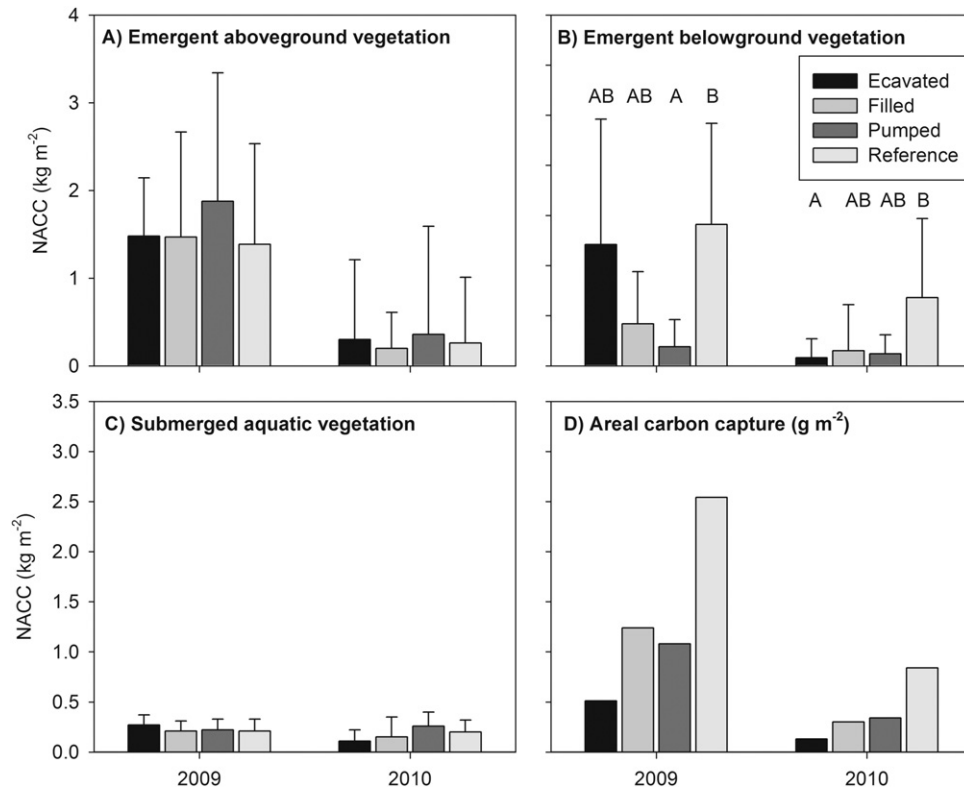 A) Emergent aboveground vegetation
4
3
2
1
0
NACC (kg m⁻²)
B) Emergent belowground vegetation
Ecavated
Filled
Pumped
Reference
AB AB A B
A AB AB B
C) Submerged aquatic vegetation
3.5
3.0
2.5
2.0
1.5
1.0
0.5
0.0
NACC (kg m⁻²)
2009 2010
D) Areal carbon capture (g m⁻²)
2009 2010